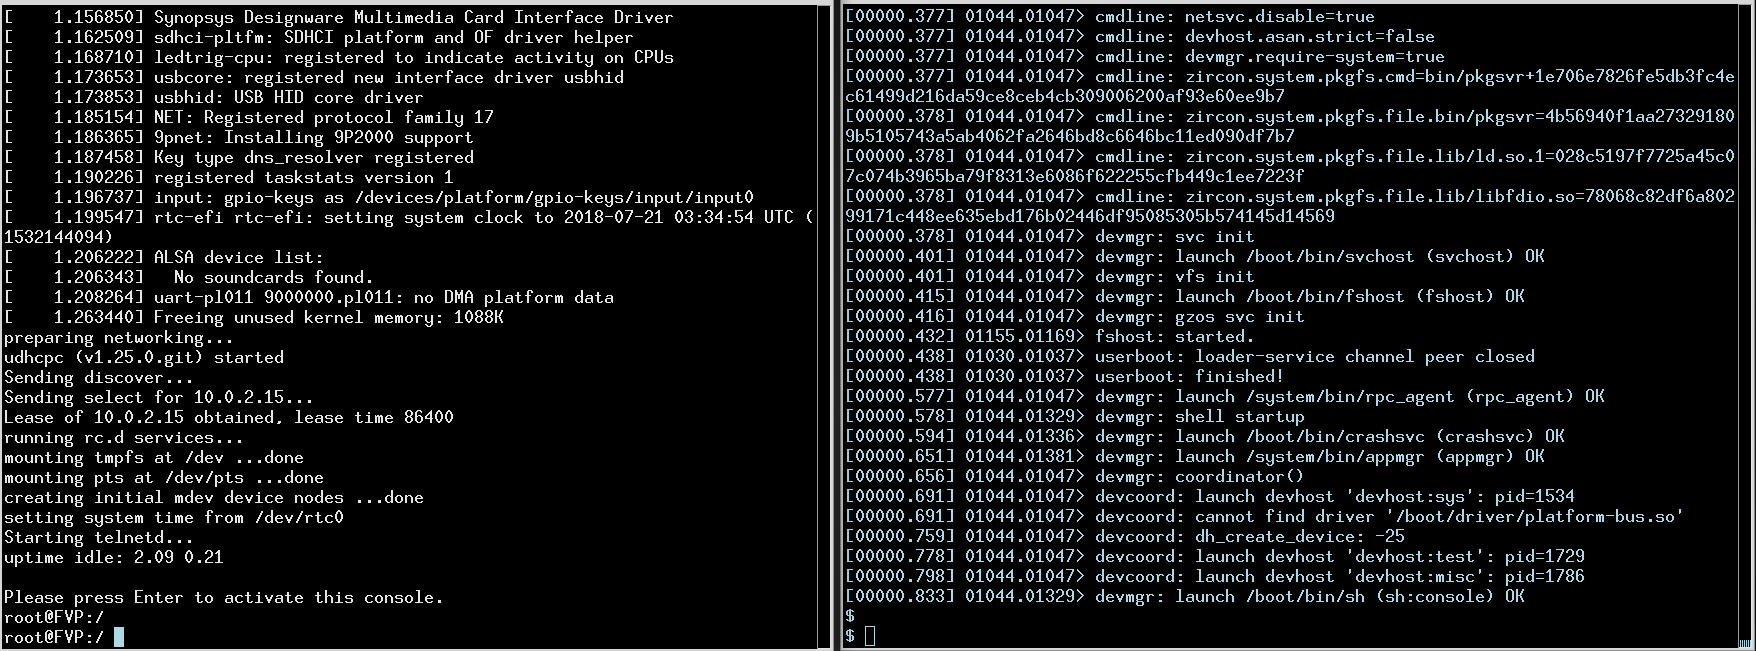 [    1.156850] Synopsys Designware Multimedia Card Interface Driver
[    1.162509] sdhci-pltfm: SDHCI platform and OF driver helper
[    1.168710] ledtrig-cpu: registered to indicate activity on CPUs
[    1.173653] usbcore: registered new interface driver usbhid
[    1.173853] usbhid: USB HID core driver
[    1.185154] NET: Registered protocol family 17
[    1.186365] 9pnet: Installing 9P2000 support
[    1.187458] Key type dns_resolver registered
[    1.190226] registered taskstats version 1
[    1.196737] input: gpio-keys as /devices/platform/gpio-keys/input/input0
[    1.199547] rtc-efi rtc-efi: setting system clock to 2018-07-21 03:34:54 UTC (
1532144094)
[    1.206222] ALSA device list:
[    1.206343]   No soundcards found.
[    1.208264] uart-pl011 9000000.pl011: no DMA platform data
[    1.263440] Freeing unused kernel memory: 1088K
preparing networking...
udhcpc (v1.25.0.git) started
Sending discover...
Sending select for 10.0.2.15...
Lease of 10.0.2.15 obtained, lease time 86400
running rc.d services...
mounting tmpfs at /dev ...done
mounting pts at /dev/pts ...done
creating initial mdev device nodes ...done
setting system time from /dev/rtc0
Starting telnetd...
uptime idle: 2.09 0.21
Please press Enter to activate this console.
root@FVP:/
root@FVP:/
[00000.377] 01044.01047> cmdline: netsvc.disable=true
[00000.377] 01044.01047> cmdline: devhost.asan.strict=false
[00000.377] 01044.01047> cmdline: devmgr.require-system=true
[00000.377] 01044.01047> cmdline: zircon.system.pkgfs.cmd=bin/pkgsvr+1e706e7826fe5db3fc4e
c61499d216da59ce8ceb4cb309006200af93e60ee9b7
[00000.377] 01044.01047> cmdline: zircon.system.pkgfs.file.bin/pkgsvr=4b56940f1aa27329180
9b5105743a5ab4062fa2646bd8c6646bc11ed090df7b7
[00000.378] 01044.01047> cmdline: zircon.system.pkgfs.file.lib/ld.so.1=028c5197f7725a45c0
7c074b3965ba79f8313e6086f622255cfb449c1ee7223f
[00000.378] 01044.01047> cmdline: zircon.system.pkgfs.file.lib/libfdio.so=78068c82df6a802
99171c448ee635ebd176b02446df95085305b574145d14569
[00000.378] 01044.01047> devmgr: svc init
[00000.401] 01044.01047> devmgr: launch /boot/bin/svchost (svchost) OK
[00000.401] 01044.01047> devmgr: vfs init
[00000.415] 01044.01047> devmgr: launch /boot/bin/fshost (fshost) OK
[00000.416] 01044.01047> devmgr: gzos svc init
[00000.432] 01155.01169> fshost: started.
[00000.438] 01030.01037> userboot: loader-service channel peer closed
[00000.438] 01030.01037> userboot: finished!
[00000.577] 01044.01047> devmgr: launch /system/bin/rpc_agent (rpc_agent) OK
[00000.578] 01044.01329> devmgr: shell startup
[00000.594] 01044.01336> devmgr: launch /boot/bin/crashsvc (crashsvc) OK
[00000.651] 01044.01381> devmgr: launch /system/bin/appmgr (appmgr) OK
[00000.656] 01044.01047> devmgr: coordinator()
[00000.691] 01044.01047> devcoord: launch devhost 'devhost:sys': pid=1534
[00000.691] 01044.01047> devcoord: cannot find driver '/boot/driver/platform-bus.so'
[00000.759] 01044.01047> devcoord: dh_create_device: -25
[00000.778] 01044.01047> devcoord: launch devhost 'devhost:test': pid=1729
[00000.798] 01044.01047> devcoord: launch devhost 'devhost:misc': pid=1786
[00000.833] 01044.01329> devmgr: launch /boot/bin/sh (sh:console) OK
$
$